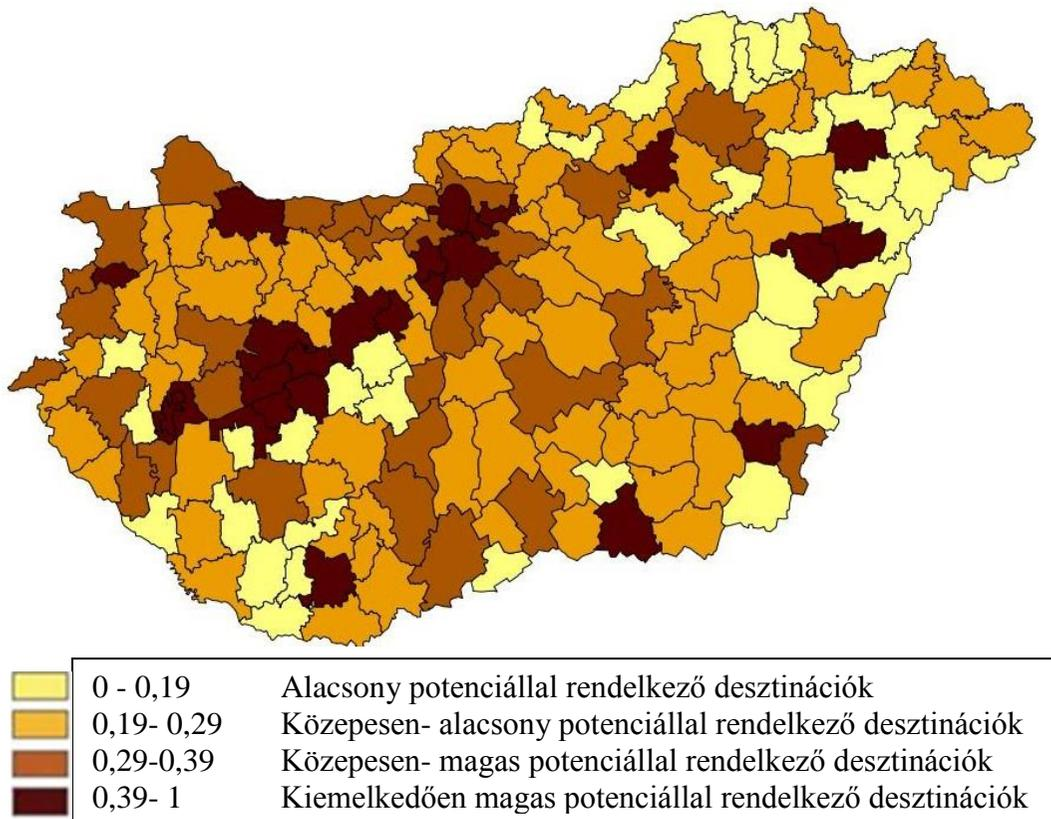 0 - 0,19 Alacsony potenciállal rendelkező desztinációk
0,19- 0,29 Közepesen- alacsony potenciállal rendelkező desztinációk
0,29-0,39 Közepesen- magas potenciállal rendelkező desztinációk
0,39- 1 Kiemelkedően magas potenciállal rendelkező desztinációk